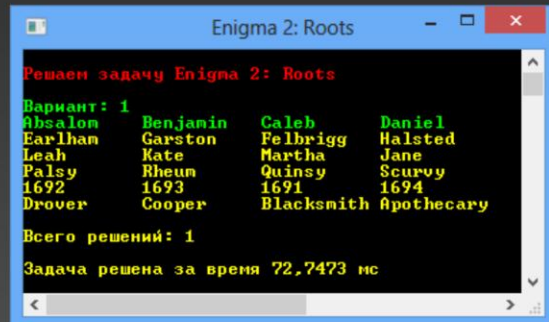 Enigma 2: Roots
Решаем задачу Enigma 2: Roots
Вариант: 1
Absalom Benjamin Caleb Daniel
Earlham Garston Felbrigg Halsted
Leah Kate Martha Jane
Palsy Rheum Quinsy Scurvy
1692 1693 1691 1694
Drover Cooper Blacksmith Apothecary
Всего решений: 1
Задача решена за время 72,7473 мс